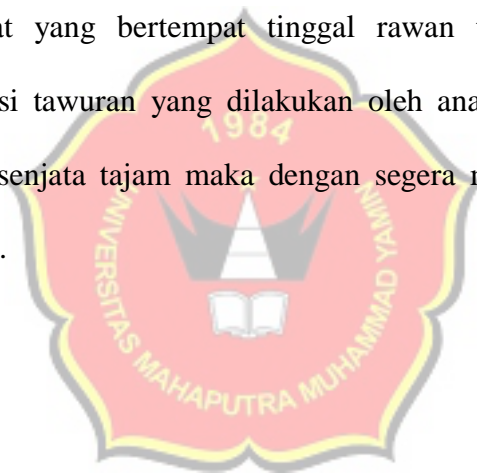 at yang bertempat tinggal rawan
si tawuran yang dilakukan oleh ana
senjata tajam maka dengan segera
.
1984
UNIVERSITAS MAHAPUTRA MUHAMMAD YAMIN